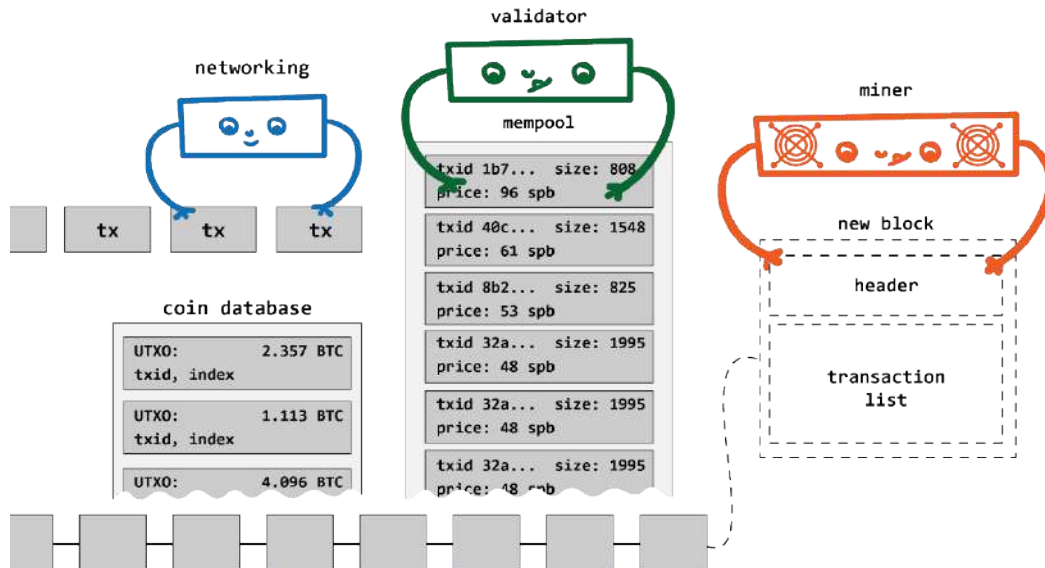 validator
networking
miner
mempool
txid 1b7... size: 808
price: 96 spb
txid 40c... size: 1548
price: 61 spb
txid 8b2... size: 825
price: 53 spb
txid 32a... size: 1995
price: 48 spb
txid 32a... size: 1995
price: 48 spb
txid 32a... size: 1995
price: 48 spb
tx
tx
tx
coin database
UTXO: 2.357 BTC
txid, index
UTXO: 1.113 BTC
txid, index
UTXO: 4.096 BTC
new block
header
transaction
list